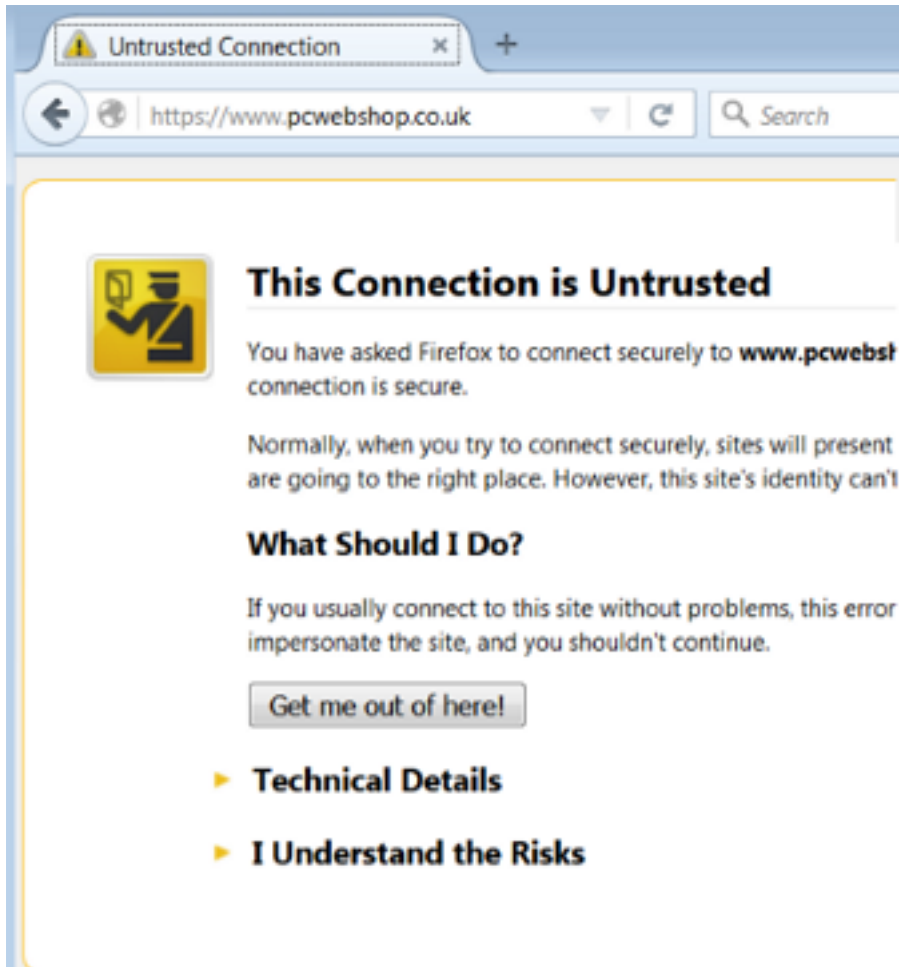 Untrusted Connection
https://www.pcwebshop.co.uk
Search
This Connection is Untrusted
You have asked Firefox to connect securely to www.pcwebsh
connection is secure.
Normally, when you try to connect securely, sites will present
are going to the right place. However, this site's identity can't
What Should I Do?
If you usually connect to this site without problems, this error
impersonate the site, and you shouldn't continue.
Get me out of here!
Technical Details
I Understand the Risks